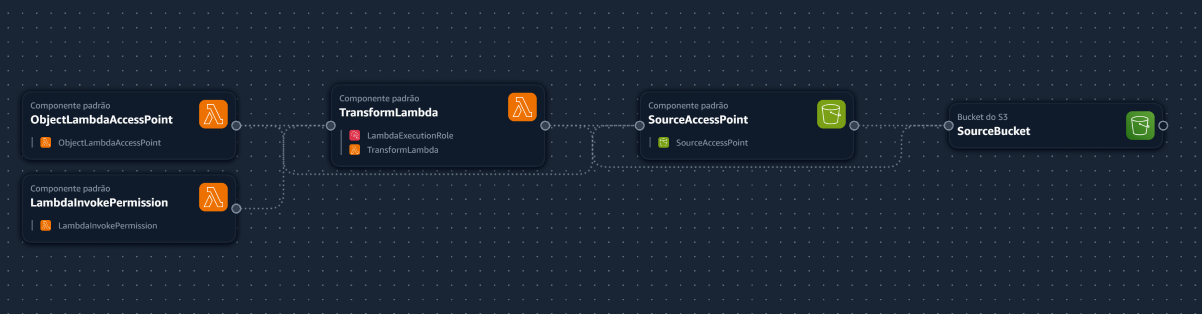 Componente padrão
ObjectLambdaAccessPoint
ObjectLambdaAccessPoint
Componente padrão
LambdaInvokePermission
LambdaInvokePermission
Componente padrão
TransformLambda
LambdaExecutionRole
TransformLambda
Componente padrão
SourceAccessPoint
SourceAccessPoint
Bucket do S3
SourceBucket